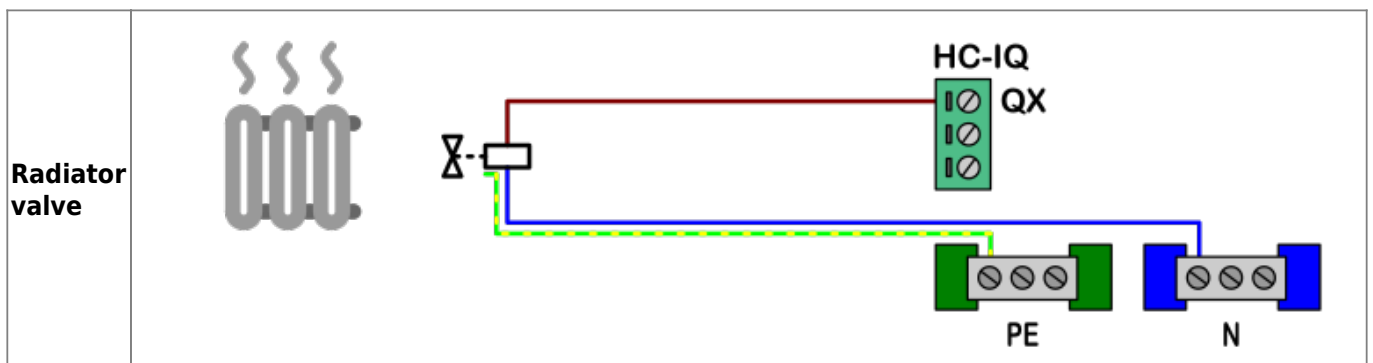 Radiator
valve
HC-IQ
QX
PE
N